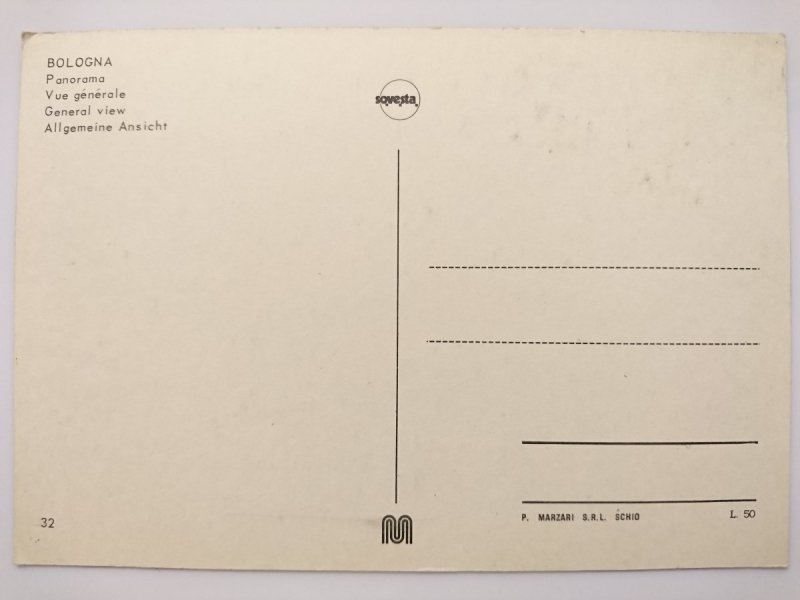 BOLOGNA
Panorama
Vue générale
General view
Allgemeine Ansicht
sovesta
32
P. MARZARI S.R.L. SCHIO
L. 50